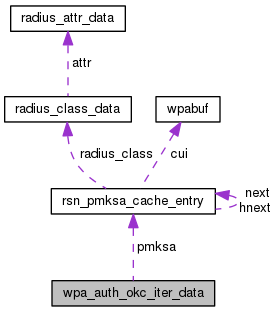 radius_attr_data
attr
radius_class_data
wpabuf
radius_class
cui
next
hnext
rsn_pmksa_cache_entry
pmksa
wpa_auth_okc_iter_data